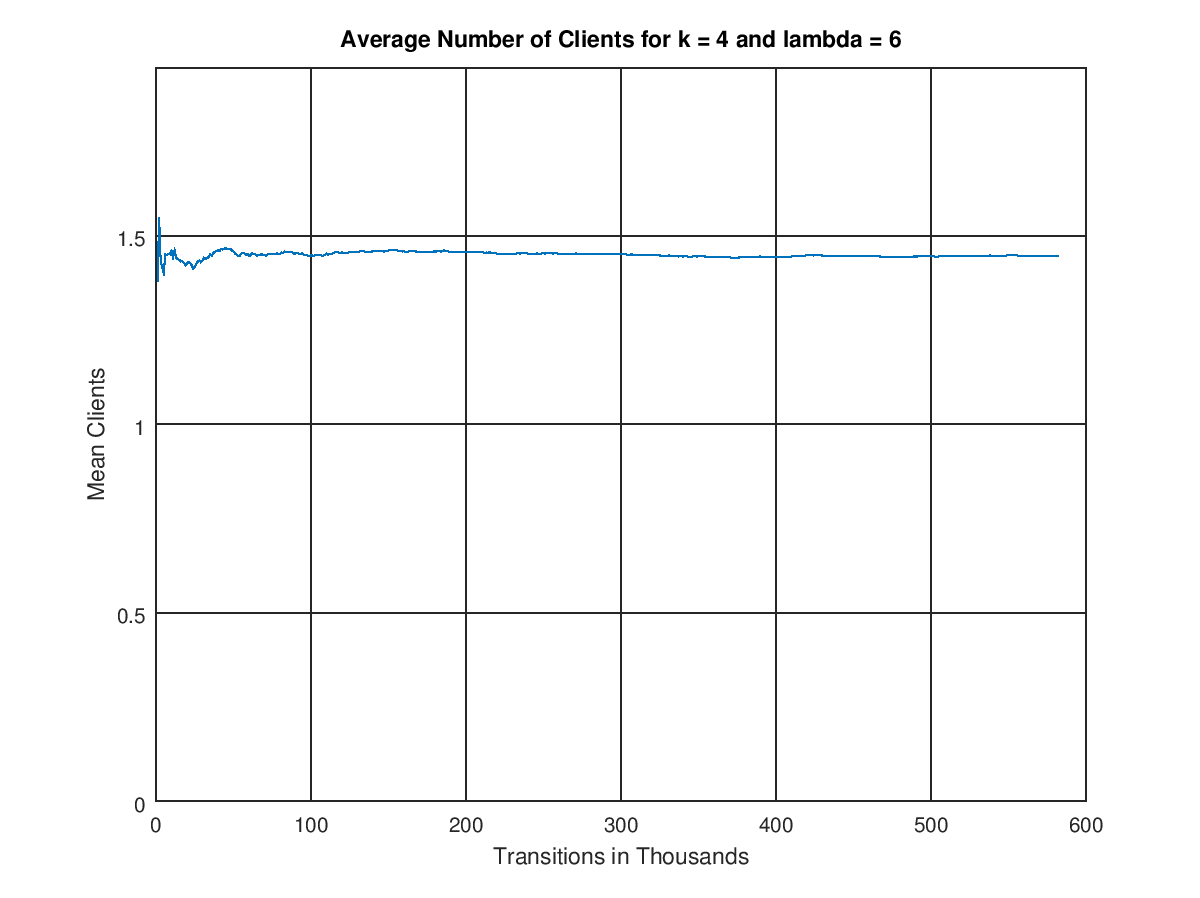 Average Number of Clients for k = 4 and lambda = 6
Mean Clients
1.5
1
0.5
0
0 100 200 300 400 500 600
Transitions in Thousands